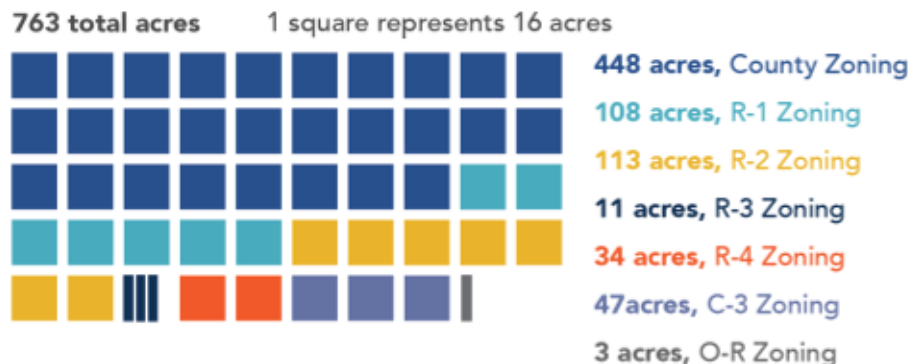 763 total acres
1 square represents 16 acres
448 acres, County Zoning
108 acres, R-1 Zoning
113 acres, R-2 Zoning
11 acres, R-3 Zoning
34 acres, R-4 Zoning
47acres, C-3 Zoning
3 acres, O-R Zoning